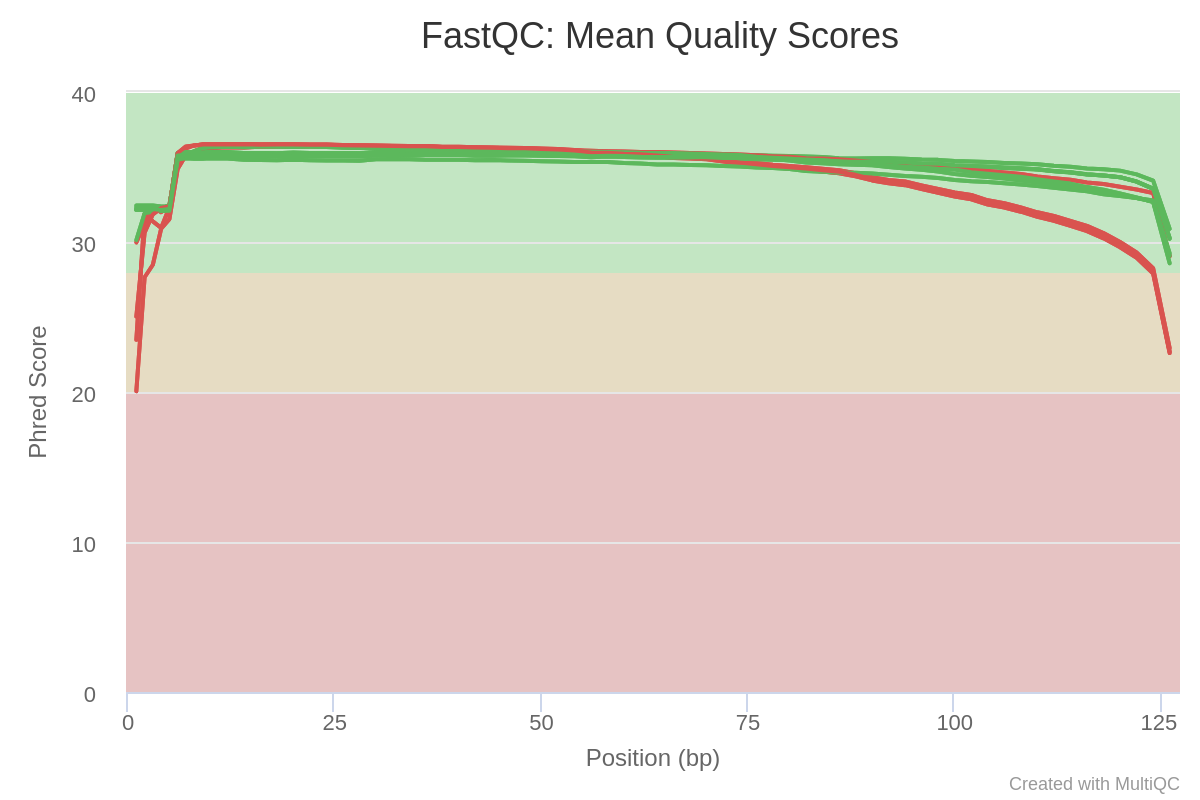 FastQC: Mean Quality Scores
40
30
20
10
0
Phred Score
0 25 50 75 100 125
Position (bp)
Created with MultiQC